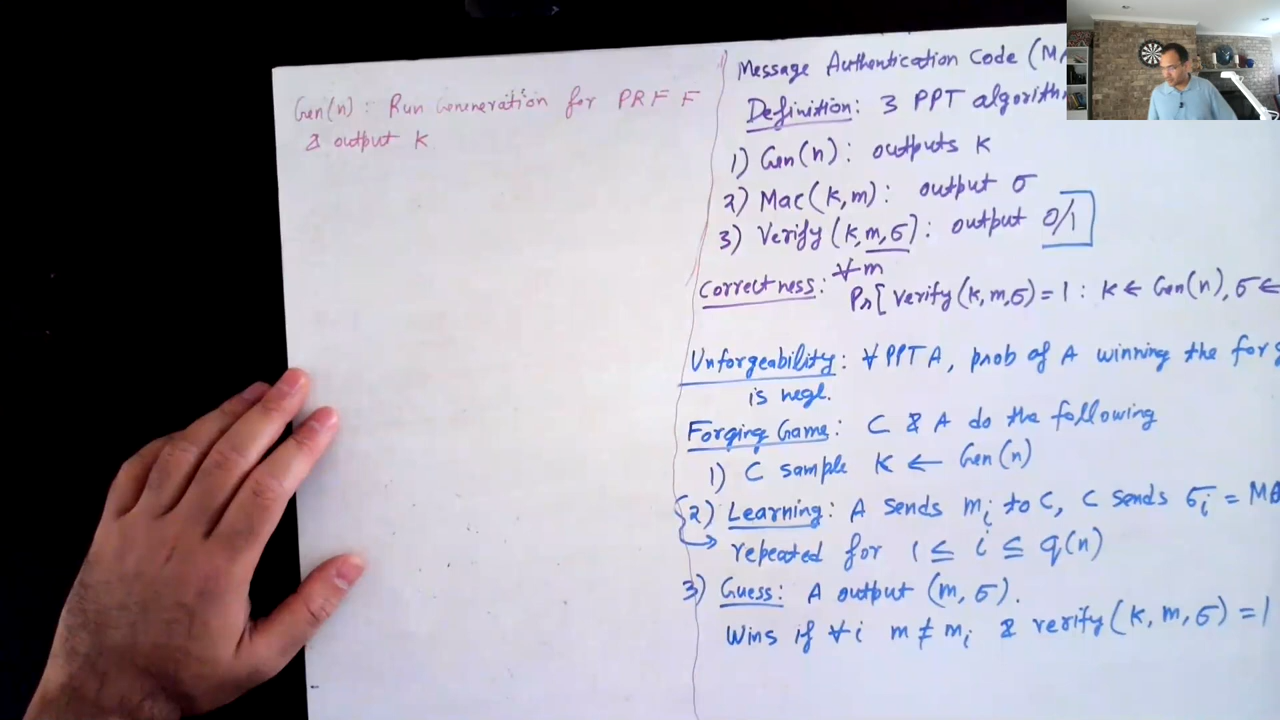 Gen(n): Run Generation for PRF F
& output K
Message Authentication Code (MA
Definition: 3 PPT algorith
1) Gen(n): outputs K
2) Mac(K,m): output σ
3) Verify(K,m,σ): output 0/1
Correctness: ∀m
Pr[Verify(K,m,σ)=1 : K← Gen(n), σ ←
Unforgeability: ∀PPT A, prob of A winning the forg
is negl.
Forging Game: C & A do the following
1) C sample K ← Gen(n)
2) Learning: A sends mᵢ to C, C sends σᵢ = MA
repeated for 1 ≤ i ≤ q(n)
3) Guess: A output (m, σ).
Wins if ∀i m ≠ mᵢ & verify(K, m, σ) = 1